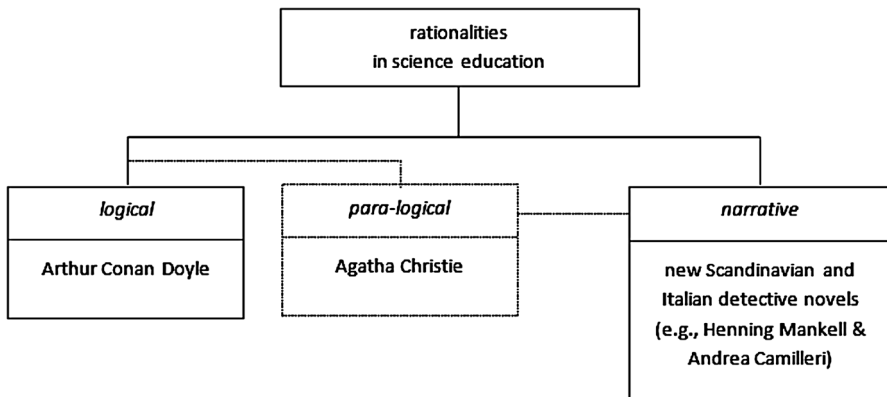 rationalities
in science education
logical
Arthur Conan Doyle
para-logical
Agatha Christie
narrative
new Scandinavian and
Italian detective novels
(e.g., Henning Mankell &
Andrea Camilleri)